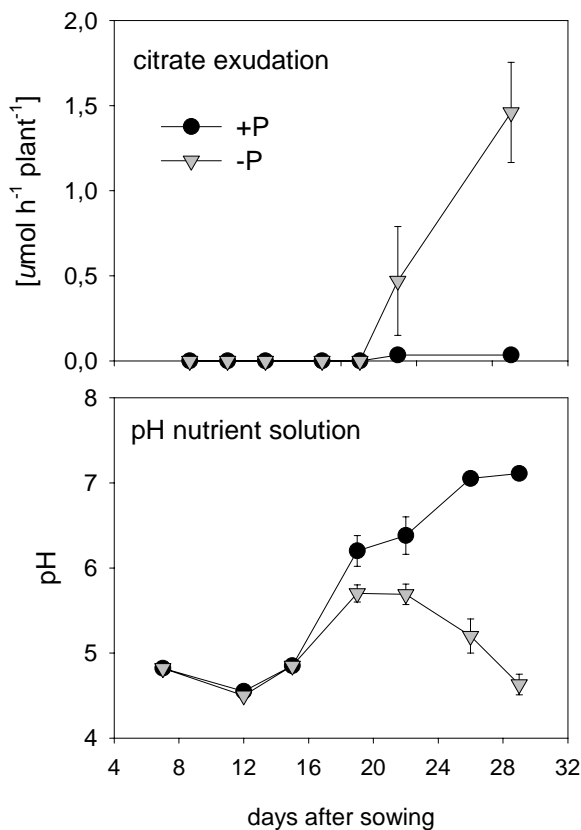 2,0
citrate exudation
+P
-P
1,5
1,0
0,5
0,0
[µmol h⁻¹ plant⁻¹]
8
pH nutrient solution
7
6
5
4
pH
4 8 12 16 20 24 28 32
days after sowing